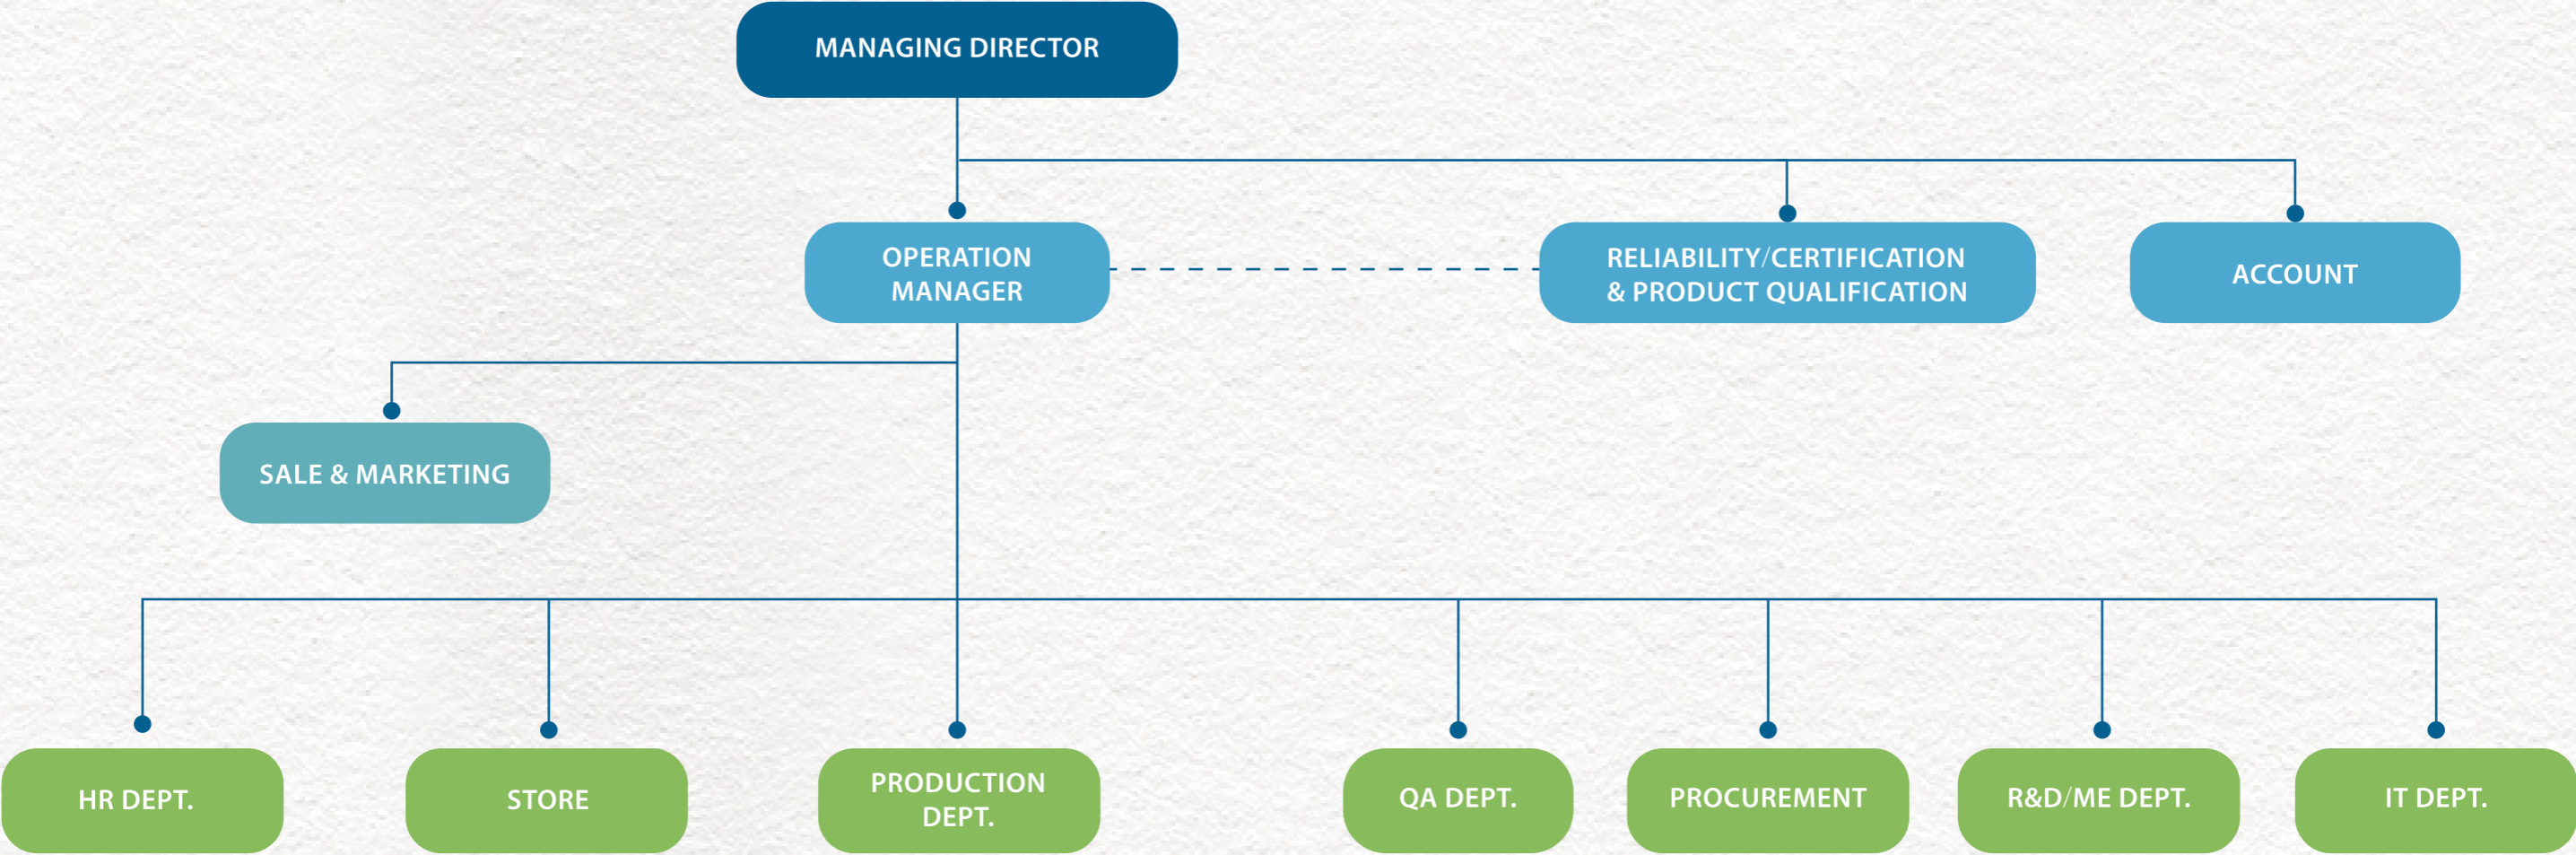 MANAGING DIRECTOR
OPERATION
MANAGER
RELIABILITY/CERTIFICATION
& PRODUCT QUALIFICATION
ACCOUNT
SALE & MARKETING
HR DEPT.
STORE
PRODUCTION
DEPT.
QA DEPT.
PROCUREMENT
R&D/ME DEPT.
IT DEPT.